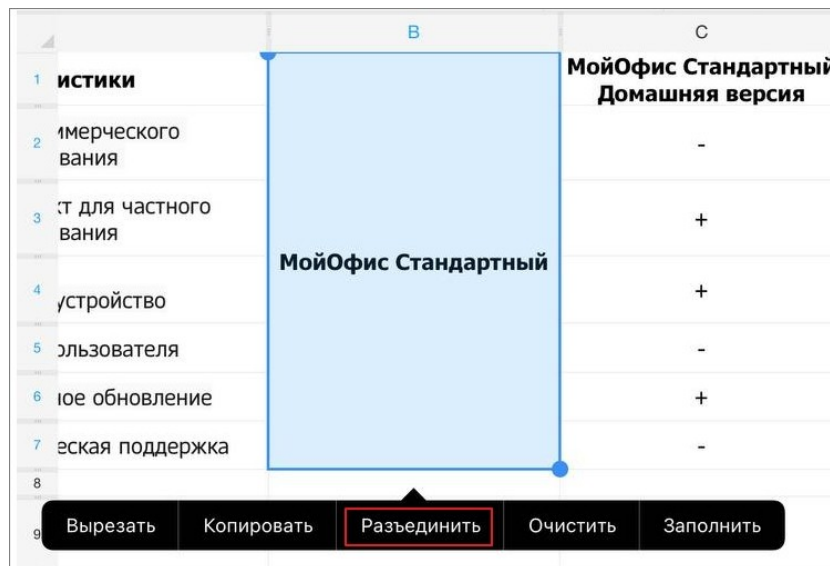 B
C
1
истики
МойОфис Стандартный
Домашняя версия
2
ммерческого
вания
-
3
кт для частного
вания
+
МойОфис Стандартный
4
устройство
+
5
ользователя
-
6
ное обновление
+
7
еская поддержка
-
8
9
Вырезать
Копировать
Разъединить
Очистить
Заполнить